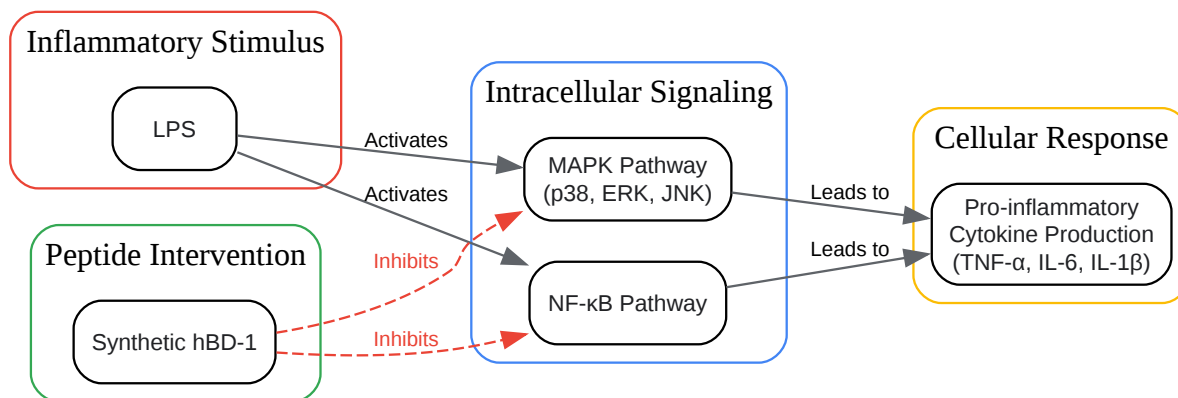 Inflammatory Stimulus
LPS
Peptide Intervention
Synthetic hBD-1
Activates
Activates
Inhibits
Inhibits
Intracellular Signaling
MAPK Pathway
(p38, ERK, JNK)
NF-κB Pathway
Leads to
Leads to
Cellular Response
Pro-inflammatory
Cytokine Production
(TNF-α, IL-6, IL-1β)